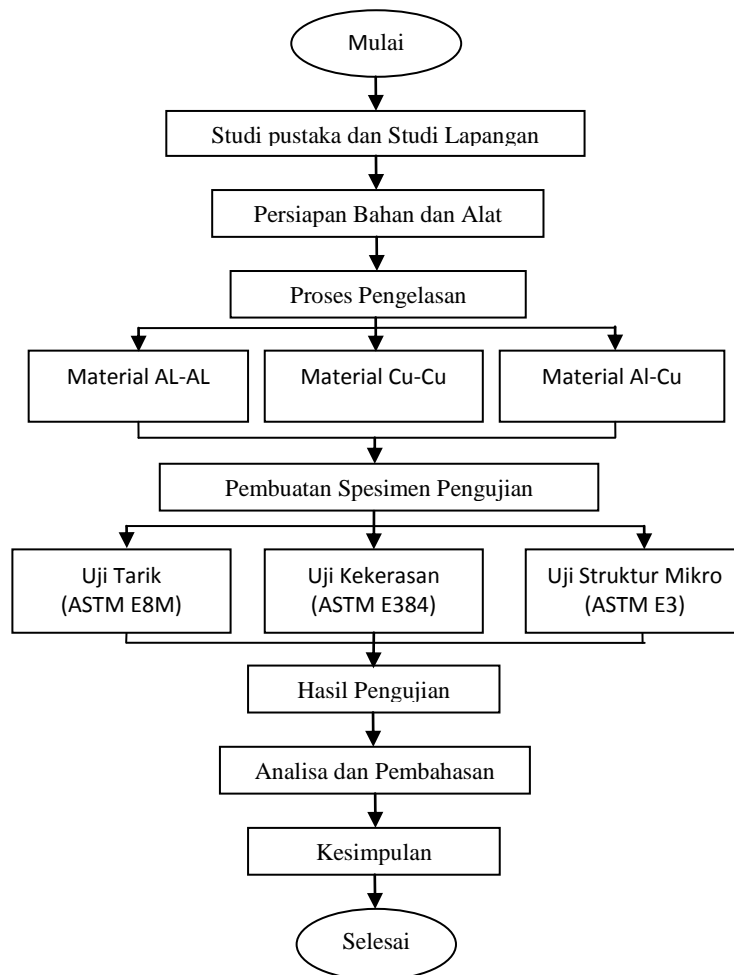 Mulai
Studi pustaka dan Studi Lapangan
Persiapan Bahan dan Alat
Proses Pengelasan
Material AL-AL
Material Cu-Cu
Material Al-Cu
Pembuatan Spesimen Pengujian
Uji Tarik
(ASTM E8M)
Uji Kekerasan
(ASTM E384)
Uji Struktur Mikro
(ASTM E3)
Hasil Pengujian
Analisa dan Pembahasan
Kesimpulan
Selesai